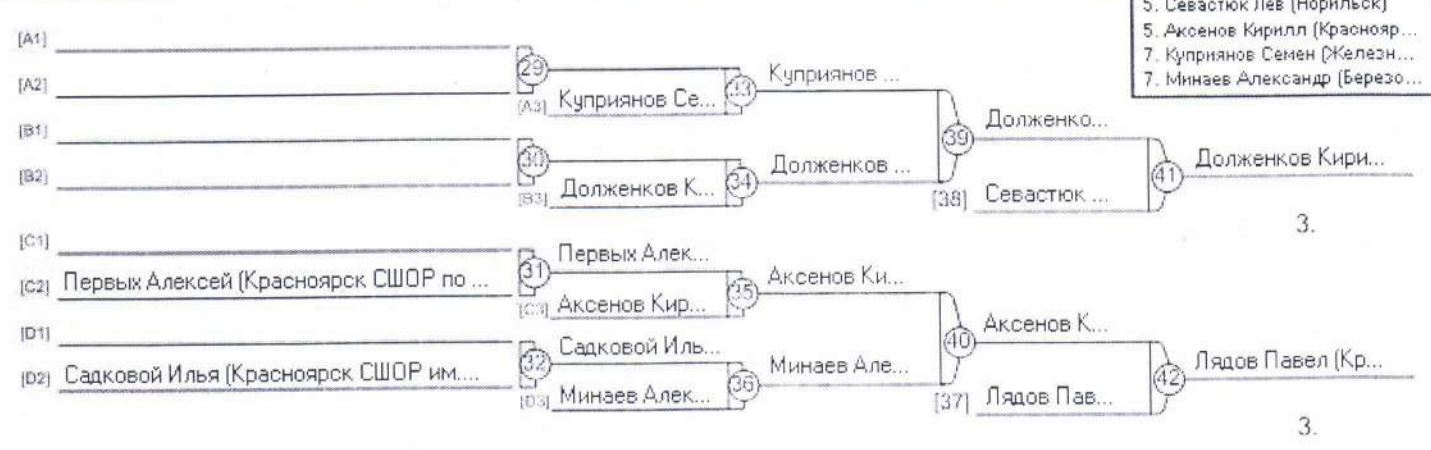 5. Севастюк Лев (Норильск)
5. Аксенов Кирилл (Краснояр...
7. Куприянов Семен (Железн...
7. Минаев Александр (Березо...
[A1]
[A2]
29
[A3] Куприянов Се...
33
Куприянов ...
[B1]
[B2]
30
[B3] Долженков К...
34
Долженков ...
39
Долженко...
[38] Севастюк ...
41
Долженков Кири...
3.
[C1]
[C2] Первых Алексей (Красноярск СШОР по ...
31
Первых Алек...
[C3] Аксенов Кир...
35
Аксенов Ки...
[D1]
[D2] Садковой Илья (Красноярск СШОР им....
32
Садковой Иль...
[D3] Минаев Алек...
36
Минаев Але...
40
Аксенов К...
[37] Лядов Пав...
42
Лядов Павел (Кр...
3.